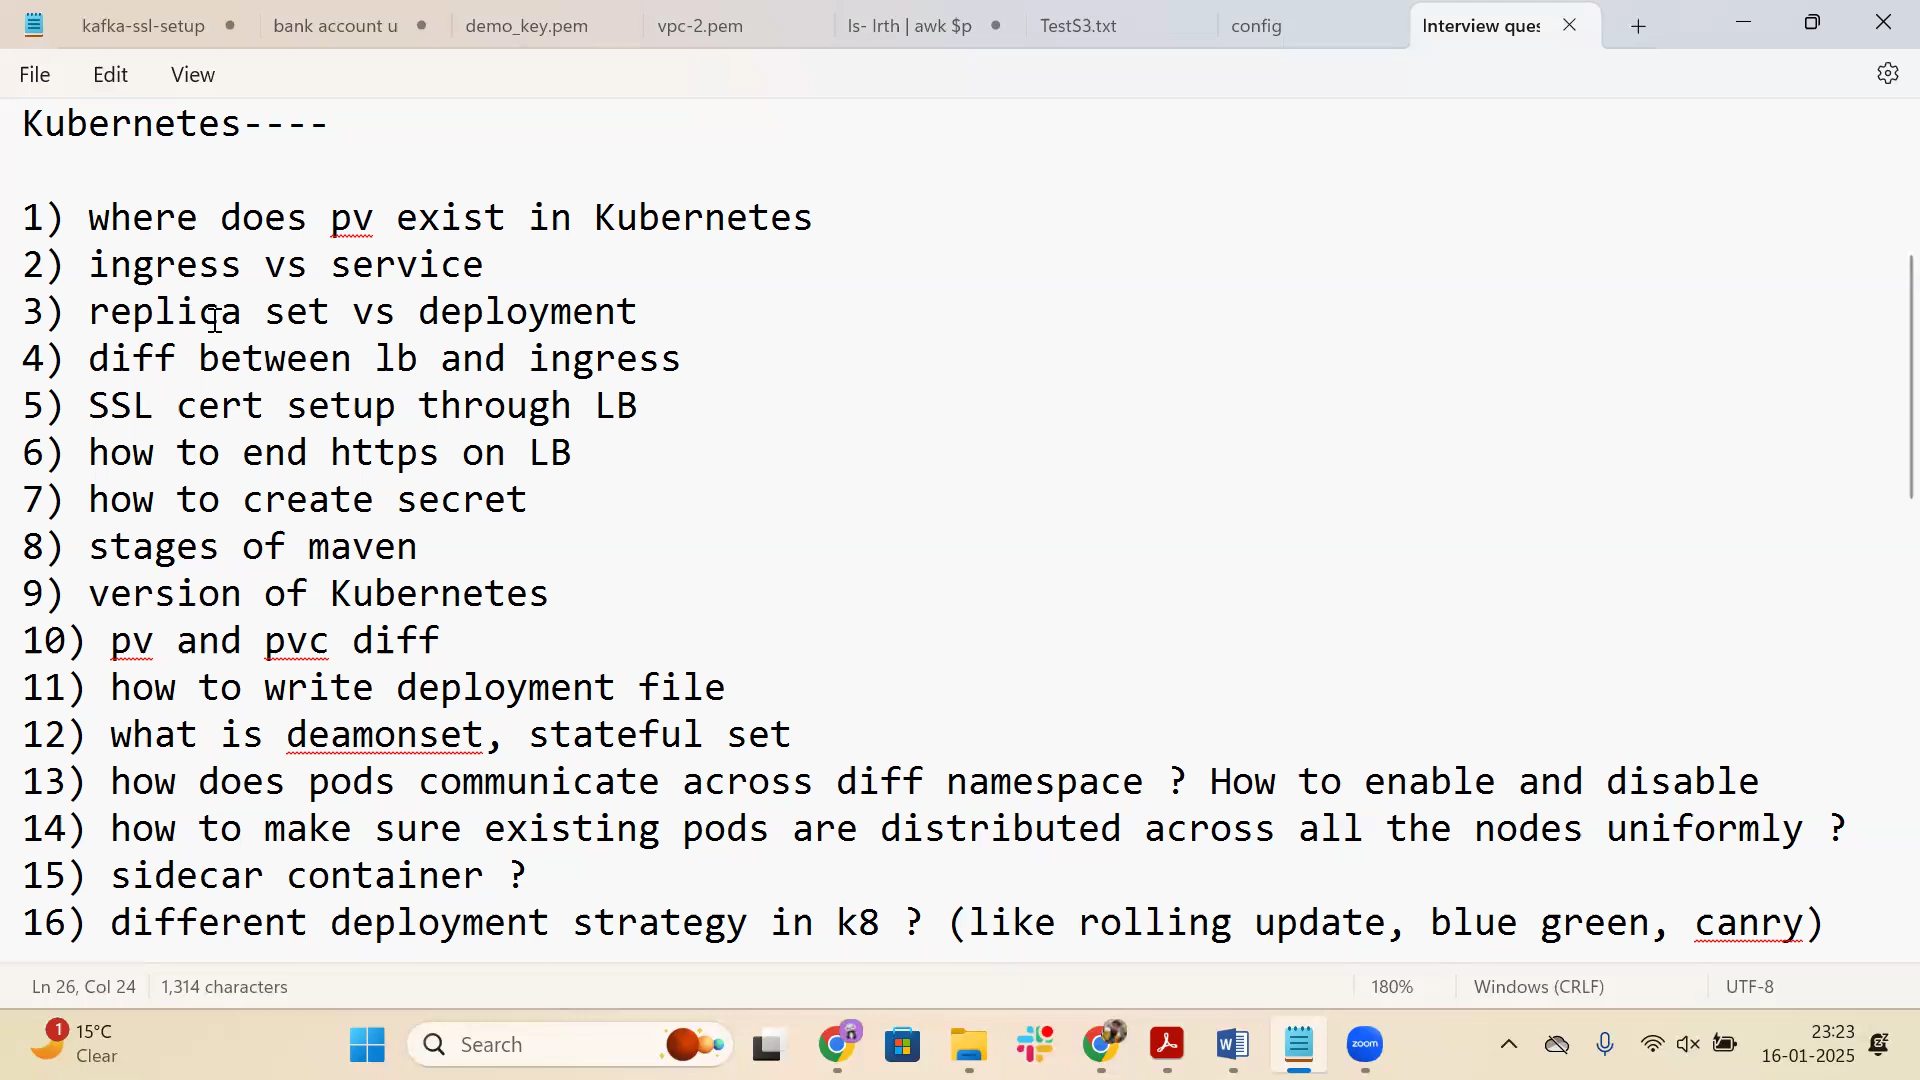 kafka-ssl-setup
bank account u
demo_key.pem
vpc-2.pem
ls- lrth | awk $p
TestS3.txt
config
Interview ques
File
Edit
View
Kubernetes----
1) where does pv exist in Kubernetes
2) ingress vs service
3) replica set vs deployment
4) diff between lb and ingress
5) SSL cert setup through LB
6) how to end https on LB
7) how to create secret
8) stages of maven
9) version of Kubernetes
10) pv and pvc diff
11) how to write deployment file
12) what is deamonset, stateful set
13) how does pods communicate across diff namespace ? How to enable and disable
14) how to make sure existing pods are distributed across all the nodes uniformly ?
15) sidecar container ?
16) different deployment strategy in k8 ? (like rolling update, blue green, canry)
Ln 26, Col 24
1,314 characters
180%
Windows (CRLF)
UTF-8
1
15°C
Clear
Search
zoom
23:23
16-01-2025